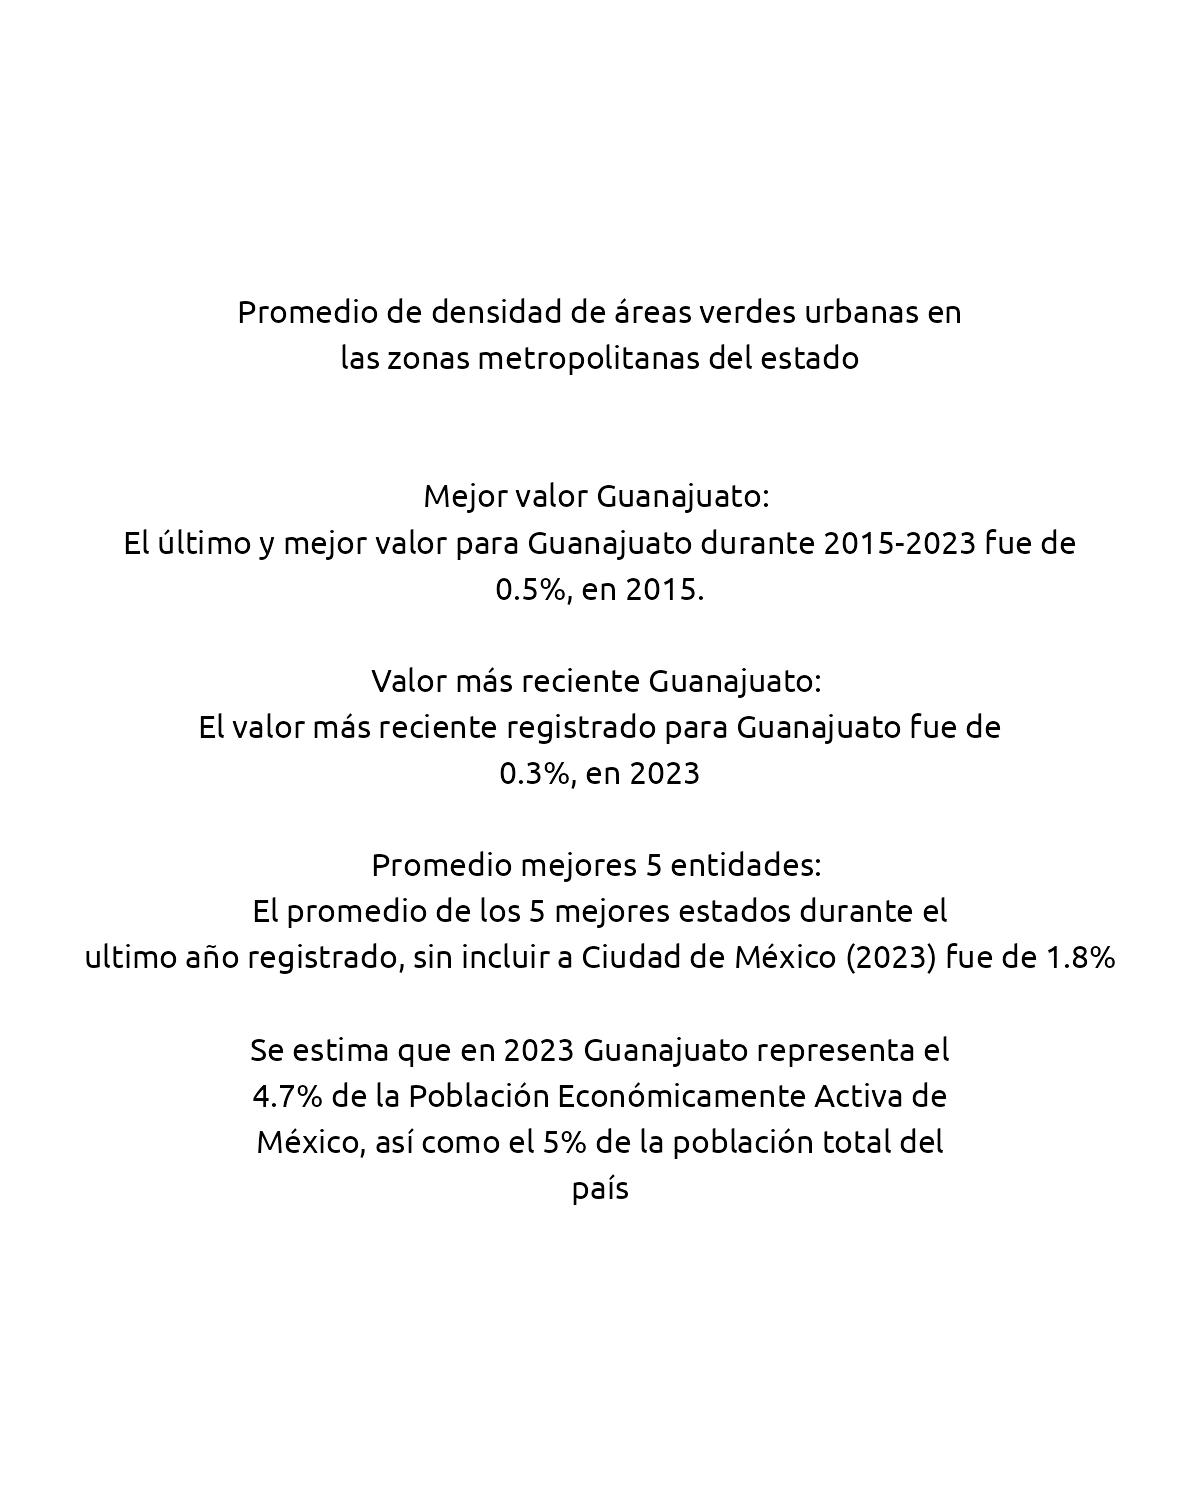 Promedio de densidad de áreas verdes urbanas en
las zonas metropolitanas del estado
Mejor valor Guanajuato:
El último y mejor valor para Guanajuato durante 2015-2023 fue de
0.5%, en 2015.
Valor más reciente Guanajuato:
El valor más reciente registrado para Guanajuato fue de
0.3%, en 2023
Promedio mejores 5 entidades:
El promedio de los 5 mejores estados durante el
ultimo año registrado, sin incluir a Ciudad de México (2023) fue de 1.8%
Se estima que en 2023 Guanajuato representa el
4.7% de la Población Económicamente Activa de
México, así como el 5% de la población total del
país